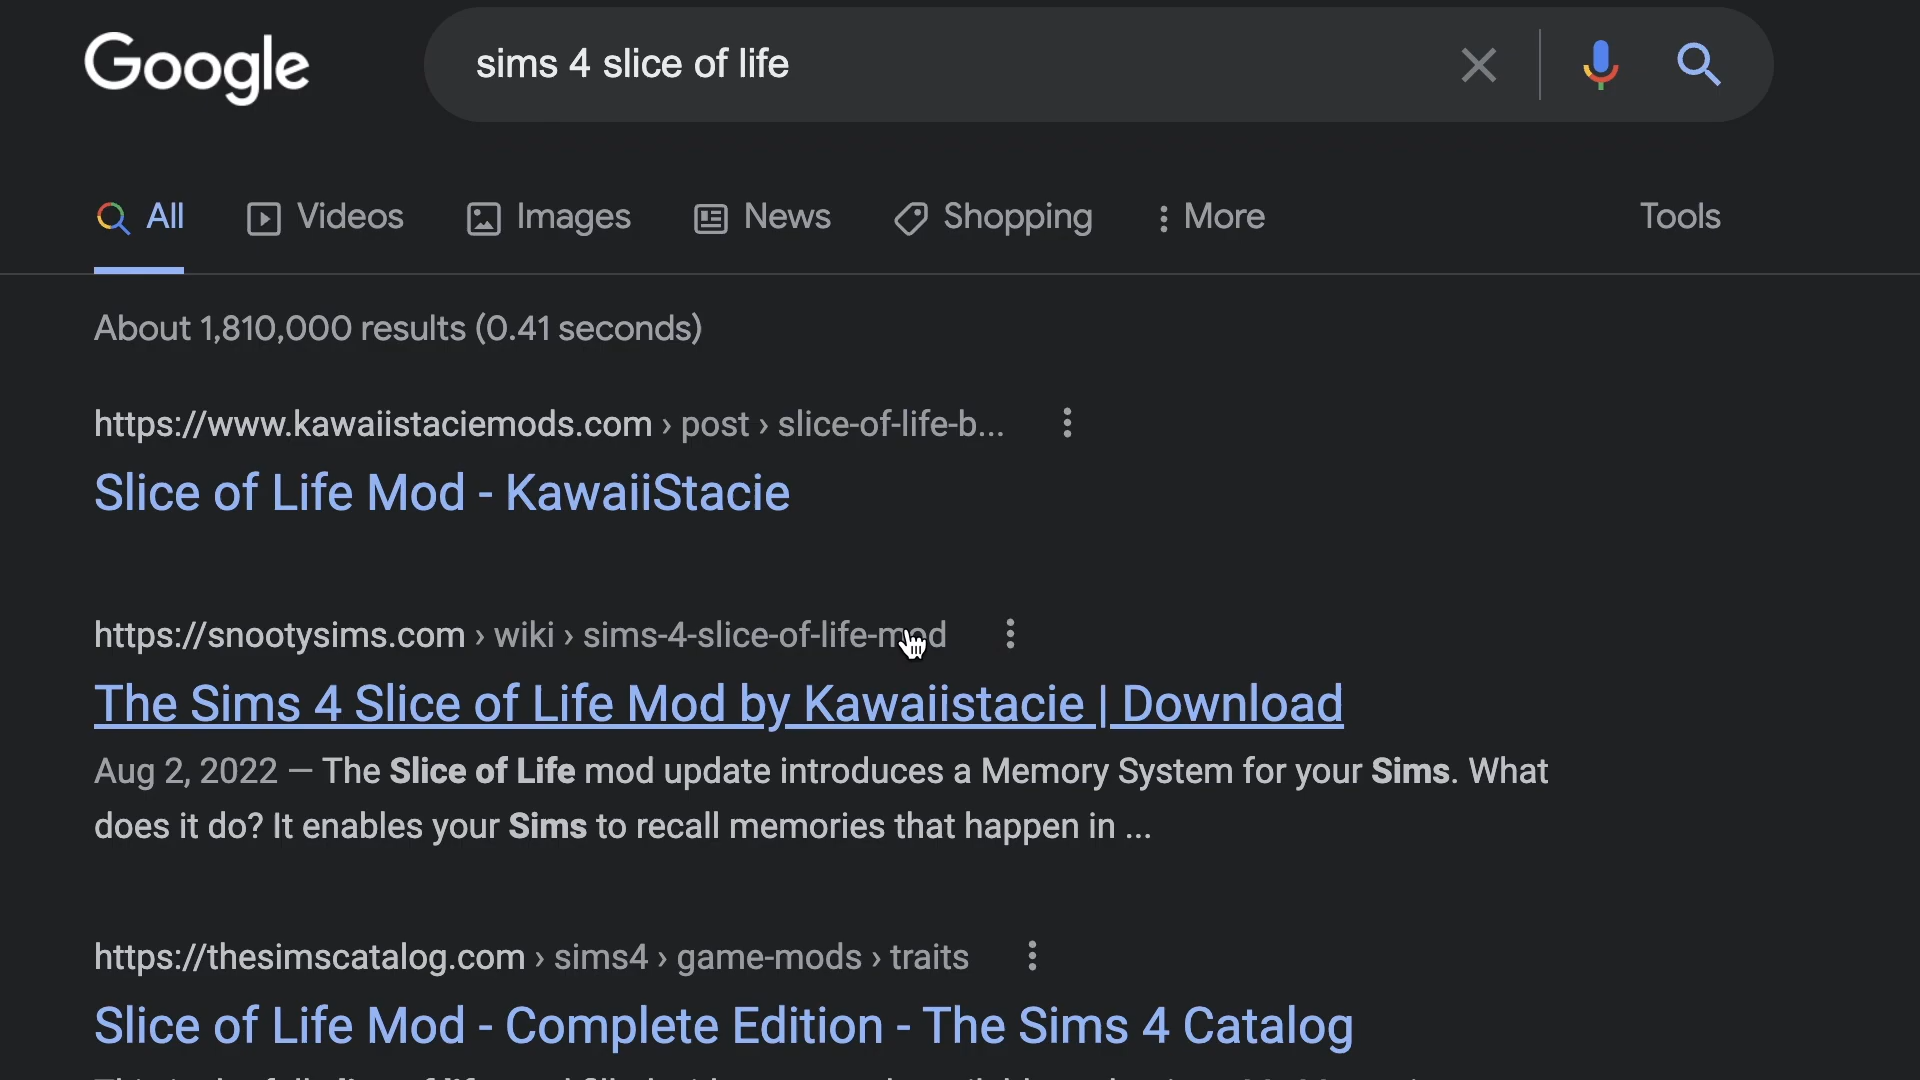 Google
sims 4 slice of life
All Videos Images News Shopping More Tools
About 1,810,000 results (0.41 seconds)
https://www.kawaiistaciemods.com › post › slice-of-life-b...
Slice of Life Mod - KawaiiStacie
https://snootysims.com › wiki › sims-4-slice-of-life-mod
The Sims 4 Slice of Life Mod by Kawaiistacie | Download
Aug 2, 2022 — The Slice of Life mod update introduces a Memory System for your Sims. What
does it do? It enables your Sims to recall memories that happen in ...
https://thesimscatalog.com › sims4 › game-mods › traits
Slice of Life Mod - Complete Edition - The Sims 4 Catalog